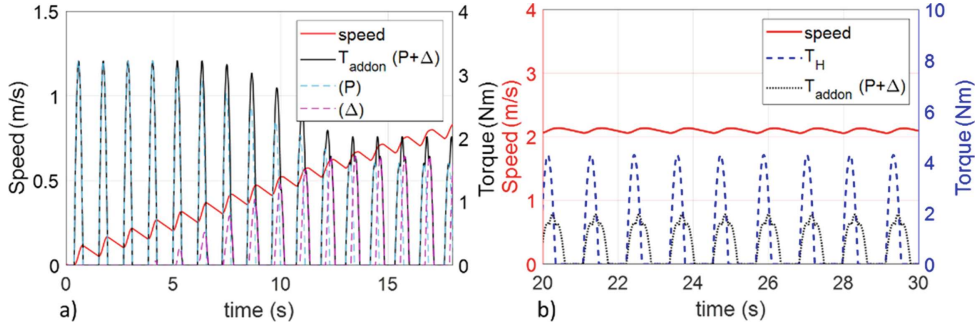 speed
T_addon (P+Δ)
(P)
(Δ)
Speed (m/s)
Torque (Nm)
0
0.5
1
1.5
0
1
2
3
4
0
5
10
15
time (s)
a)
speed
T_H
T_addon (P+Δ)
Speed (m/s)
Torque (Nm)
0
1
2
3
4
0
2
4
6
8
10
20
22
24
26
28
30
time (s)
b)